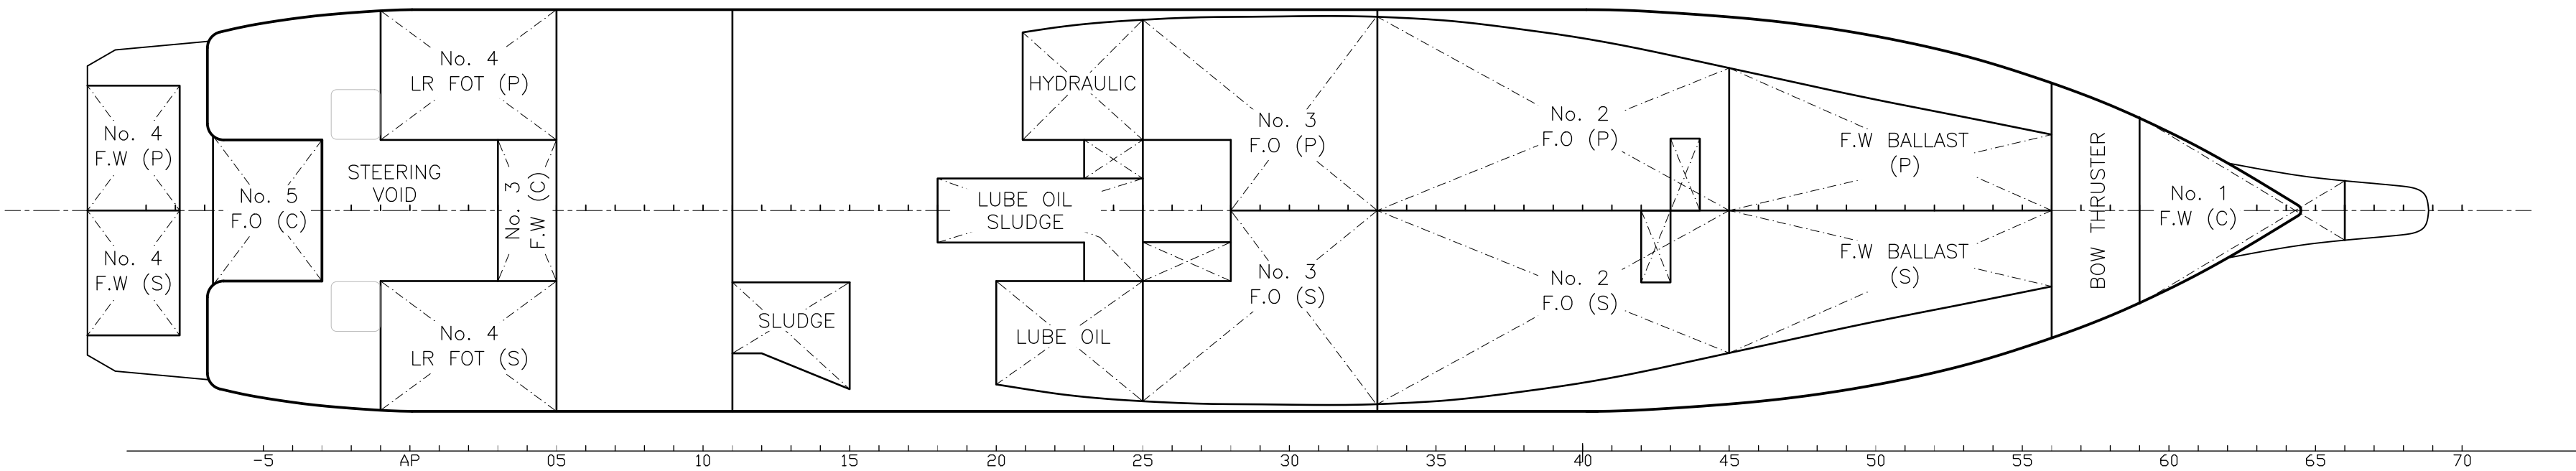 No. 4
F.W (P)
No. 4
F.W (S)
No. 5
F.O (C)
STEERING
VOID
No. 4
LR FOT (P)
No. 3
F.W (C)
No. 4
LR FOT (S)
SLUDGE
HYDRAULIC
LUBE OIL
SLUDGE
LUBE OIL
No. 3
F.O (P)
No. 3
F.O (S)
No. 2
F.O (P)
No. 2
F.O (S)
F.W BALLAST
(P)
F.W BALLAST
(S)
BOW THRUSTER
No. 1
F.W (C)
-5 AP 05 10 15 20 25 30 35 40 45 50 55 60 65 70